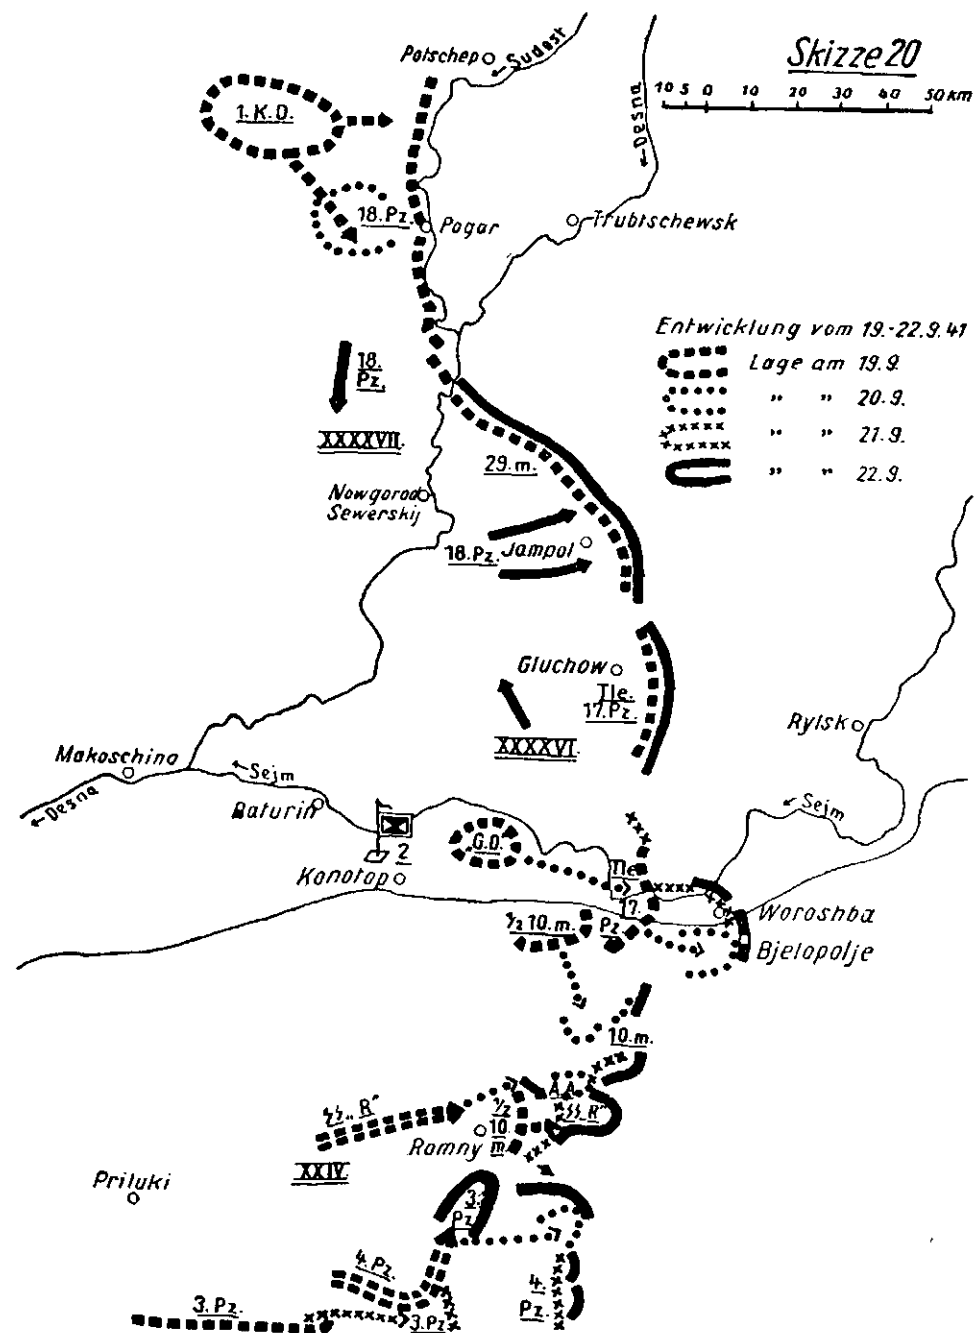 Skizze 20
10 5 0 10 20 30 40 50 km
Potschep
← Sudost
1. K.D.
← Desna
18. Pz.
Pogar
Trubtschewsk
Entwicklung vom 19.-22.9.41
Lage am 19.9.
" " 20.9.
" " 21.9.
" " 22.9.
18.
Pz.
XXXXVII.
29. m.
Nowgorod
Sewerskij
18. Pz.
Jampol
Gluchow
Tle.
17. Pz.
XXXXVI.
Rylsk
Makoschino
← Desna
← Sejm
Baturin
← Sejm
2
G.D.
Konotop
Tle
17.
Pz.
½ 10. m.
Woroshba
Bjelopolje
10. m.
A.A.
SS „R"
SS „R"
½
10.
m.
Romny
XXIV.
Priluki
3.
Pz.
4. Pz.
4.
Pz.
3. Pz.
3. Pz